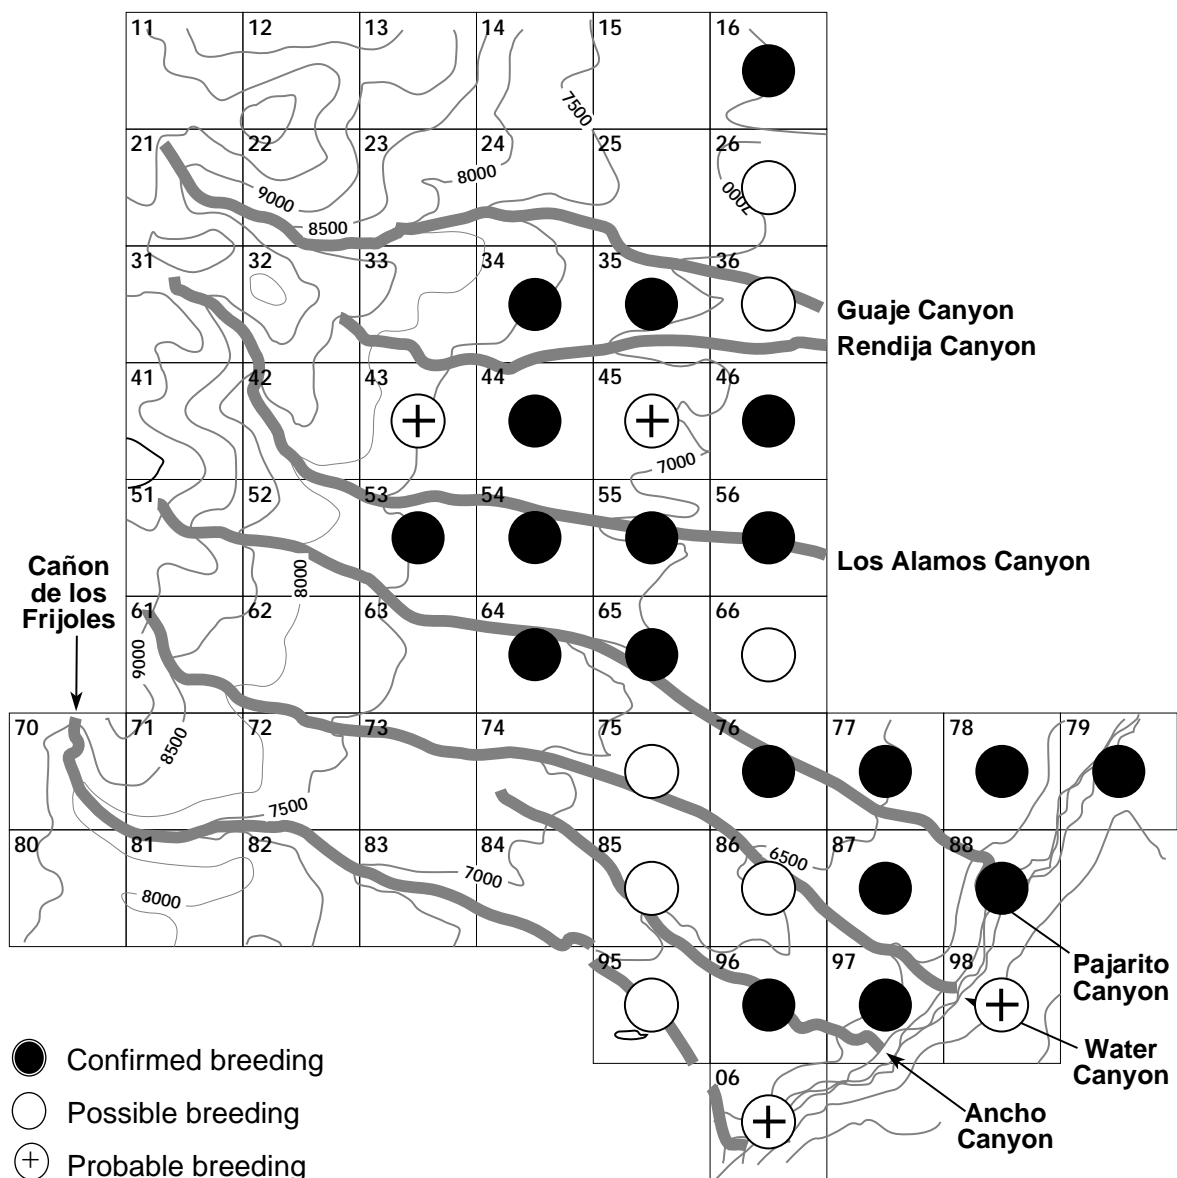 11 12 13 14 15 16
7500
21 22 23 24 25 26
8000
9000
7000
8500
31 32 33 34 35 36
Guaje Canyon
Rendija Canyon
41 42 43 44 45 46
7000
51 52 53 54 55 56
Los Alamos Canyon
Cañon
de los
Frijoles
8000
61 62 63 64 65 66
9000
70 71 72 73 74 75 76 77 78 79
8500
7500
80 81 82 83 84 85 86 87 88
6500
7000
8000
95 96 97 98
Pajarito
Canyon
Water
Canyon
06
Ancho
Canyon
Confirmed breeding
Possible breeding
Probable breeding